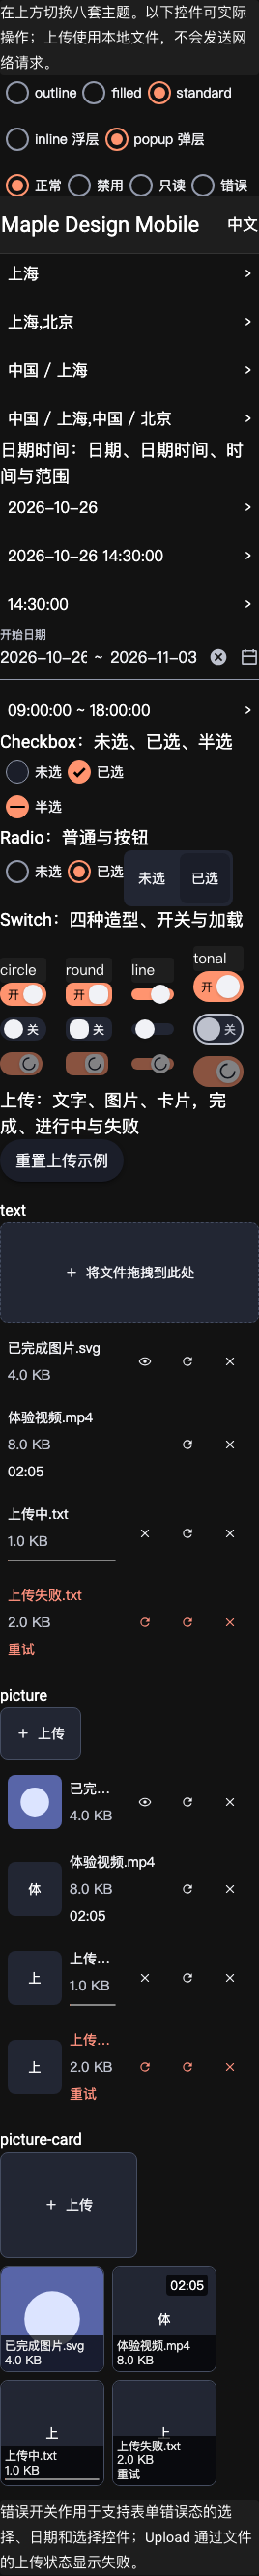 在上方切换八套主题。以下控件可实际
操作；上传使用本地文件，不会发送网
络请求。
outline filled standard
inline 浮层 popup 弹层
正常 禁用 只读 错误
Maple Design Mobile 中文
上海
上海,北京
中国 / 上海
中国 / 上海,中国 / 北京
日期时间：日期、日期时间、时
间与范围
2026-10-26
2026-10-26 14:30:00
14:30:00
开始日期
2026-10-26 ~ 2026-11-03
09:00:00 ~ 18:00:00
Checkbox：未选、已选、半选
未选 已选
半选
Radio：普通与按钮
未选 已选 未选 已选
Switch：四种造型、开关与加载
circle round line tonal
开 开 开
关 关 关
上传：文字、图片、卡片，完
成、进行中与失败
重置上传示例
text
+ 将文件拖拽到此处
已完成图片.svg
4.0 KB
体验视频.mp4
8.0 KB
02:05
上传中.txt
1.0 KB
上传失败.txt
2.0 KB
重试
picture
+ 上传
已完...
4.0 KB
体 体验视频.mp4
8.0 KB
02:05
上 上传...
1.0 KB
上 上传...
2.0 KB
重试
picture-card
+ 上传
02:05
体
已完成图片.svg 体验视频.mp4
4.0 KB 8.0 KB
上 上
上传中.txt 上传失败.txt
1.0 KB 2.0 KB
重试
错误开关作用于支持表单错误态的选
择、日期和选择控件；Upload 通过文件
的上传状态显示失败。